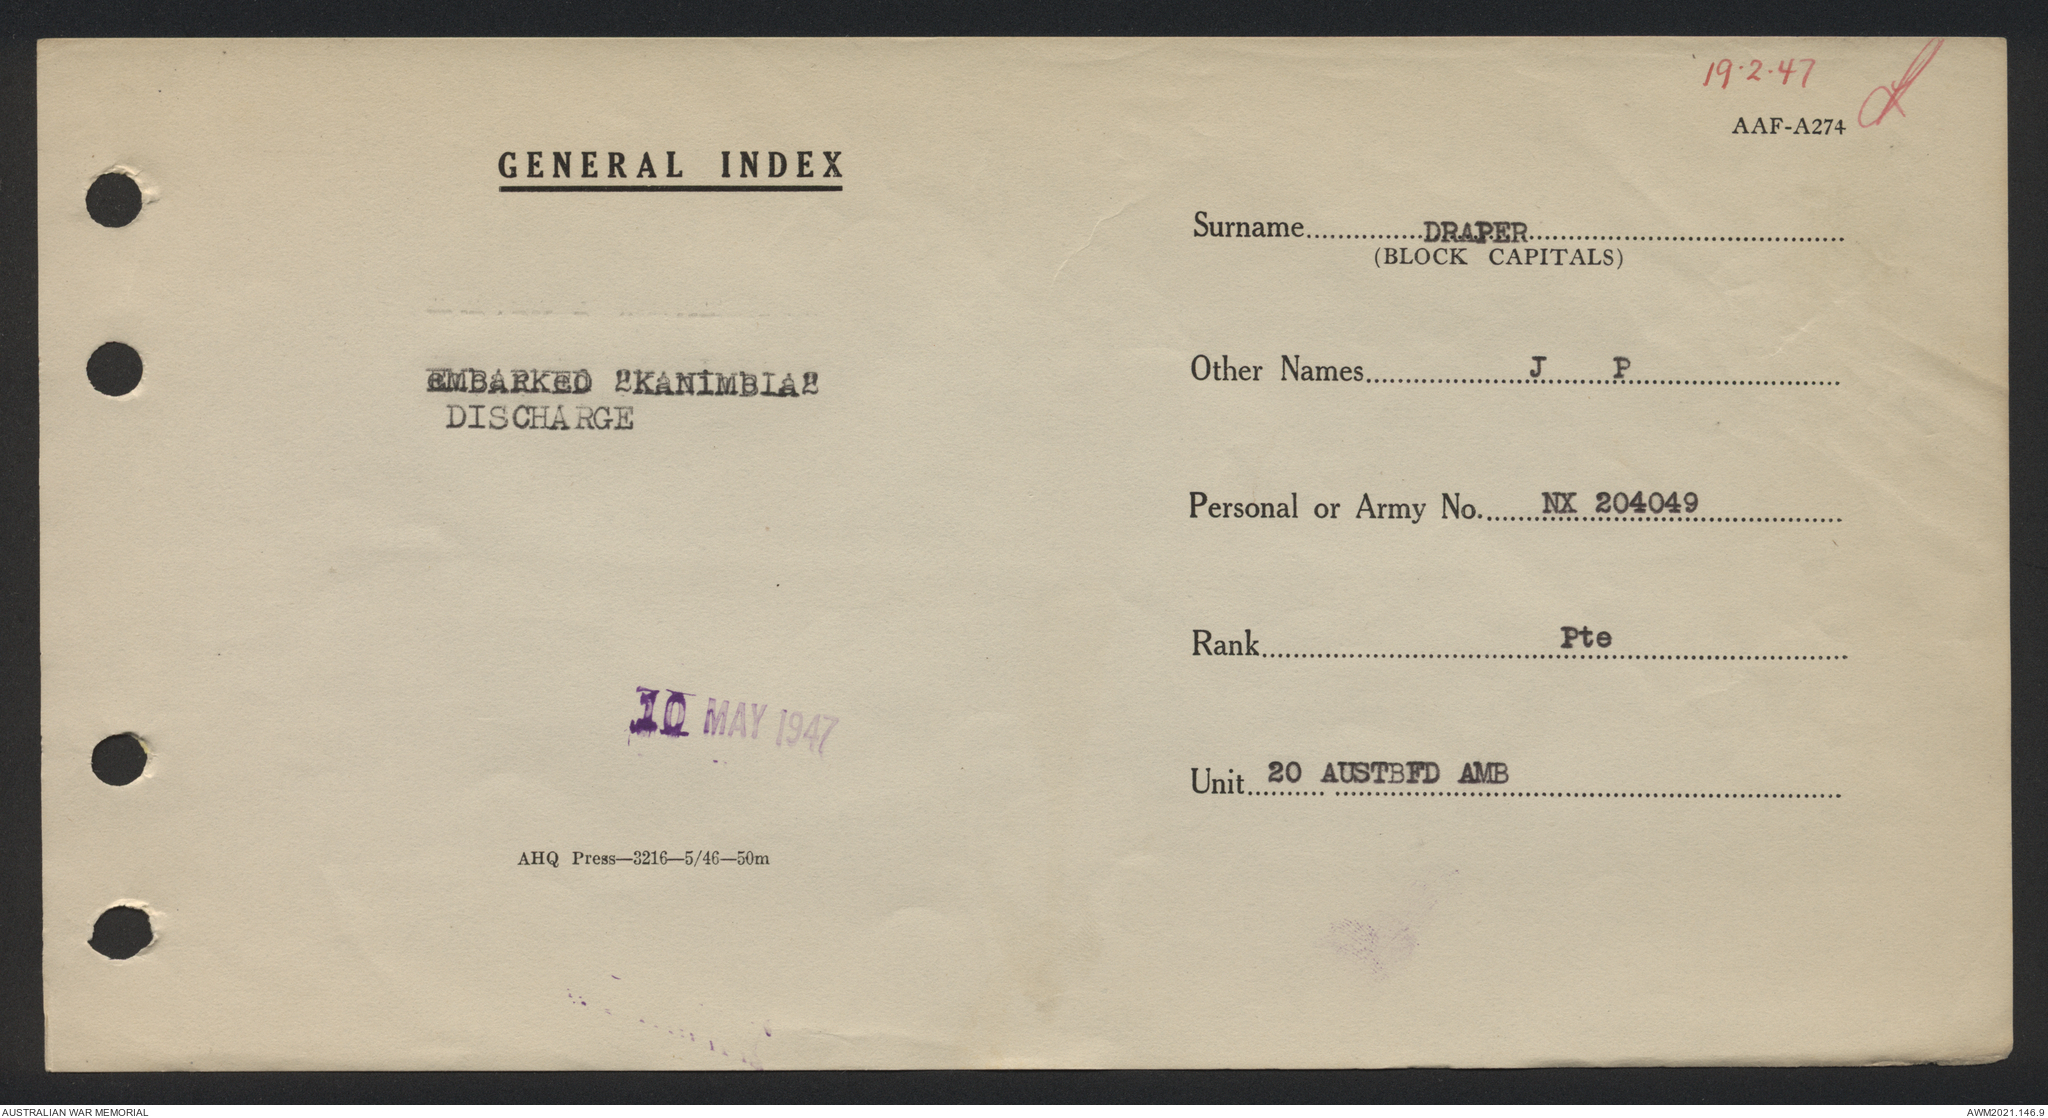 19.2.47
AAF-A274
GENERAL INDEX
EMBARKED 2KANIMBIA2
DISCHARGE
10 MAY 1947
AHQ Press—3216—5/46—50m
Surname DRAPER
(BLOCK CAPITALS)
Other Names J P
Personal or Army No. NX 204049
Rank Pte
Unit 20 AUSTBFD AMB
AUSTRALIAN WAR MEMORIAL
AWM2021.146.9